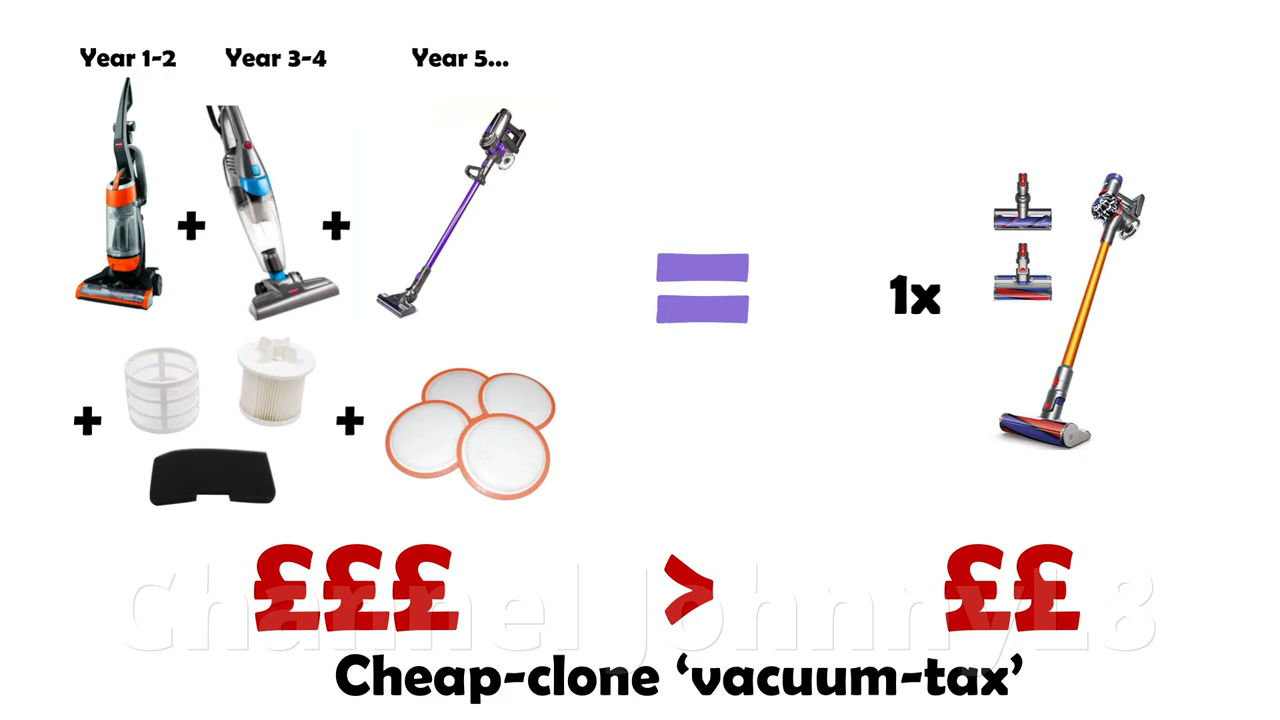 Year 1-2 Year 3-4 Year 5...
+ +
1x
+ +
£££ > ££
Channel JohnnyL8
Cheap-clone ‘vacuum-tax’